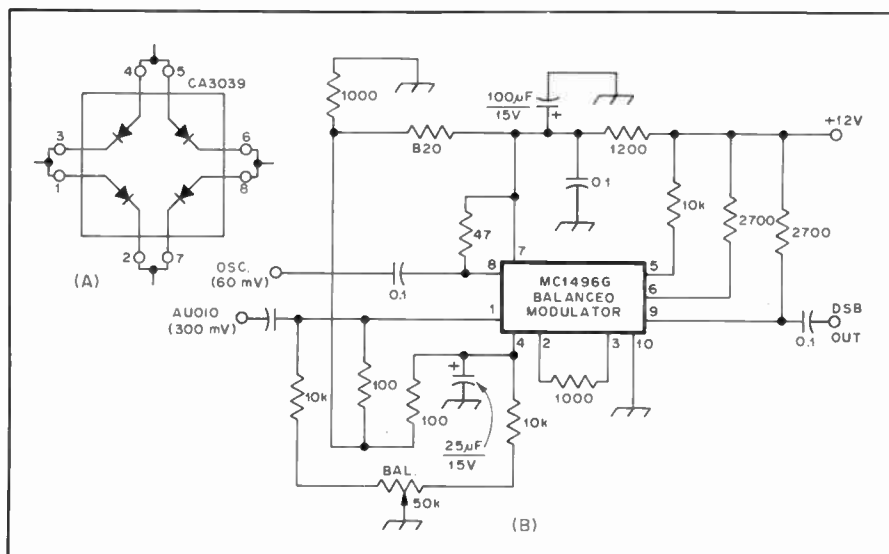 4
5
CA3039
3
6
1
8
2
7
(A)
1000
100µF
15V
+
+12V
820
1200
0.1
10k
2700
2700
47
7
OSC.
(60 mV)
0.1
8
5
MC1496G
BALANCED
MODULATOR
6
AUDIO
(300 mV)
1
9
DSB
OUT
0.1
4
2
3
10
+
10k
100
100
10k
1000
25µF
15V
BAL.
50k
(B)